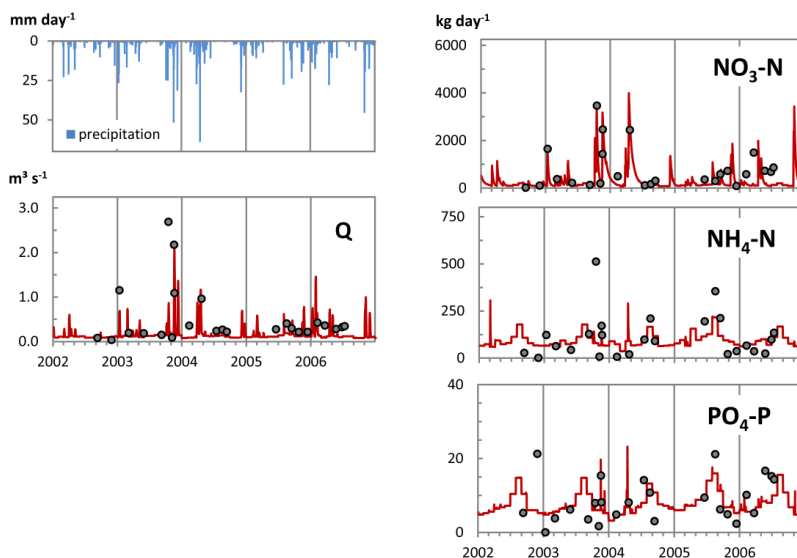 mm day⁻¹
0
25
50
precipitation
m³ s⁻¹
3.0
2.0
1.0
0.0
Q
2002 2003 2004 2005 2006
kg day⁻¹
6000
4000
2000
0
NO₃-N
750
500
250
0
NH₄-N
40
20
0
PO₄-P
2002 2003 2004 2005 2006